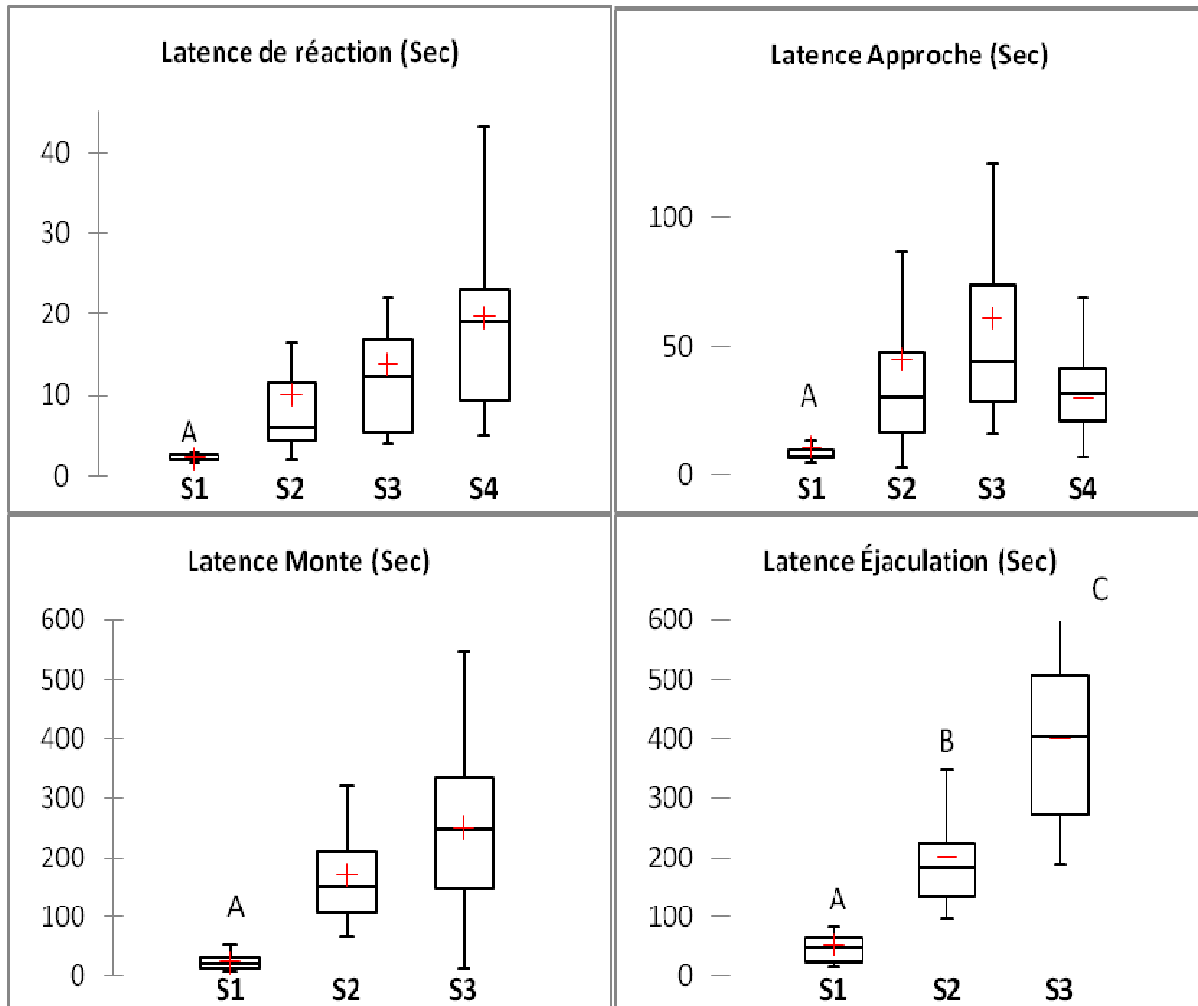 Latence de réaction (Sec)
40
30
20
10
0
A
S1 S2 S3 S4
Latence Approche (Sec)
100
50
0
A
S1 S2 S3 S4
Latence Monte (Sec)
600
500
400
300
200
100
0
A
S1 S2 S3
Latence Éjaculation (Sec)
600
500
400
300
200
100
0
C
B
A
S1 S2 S3